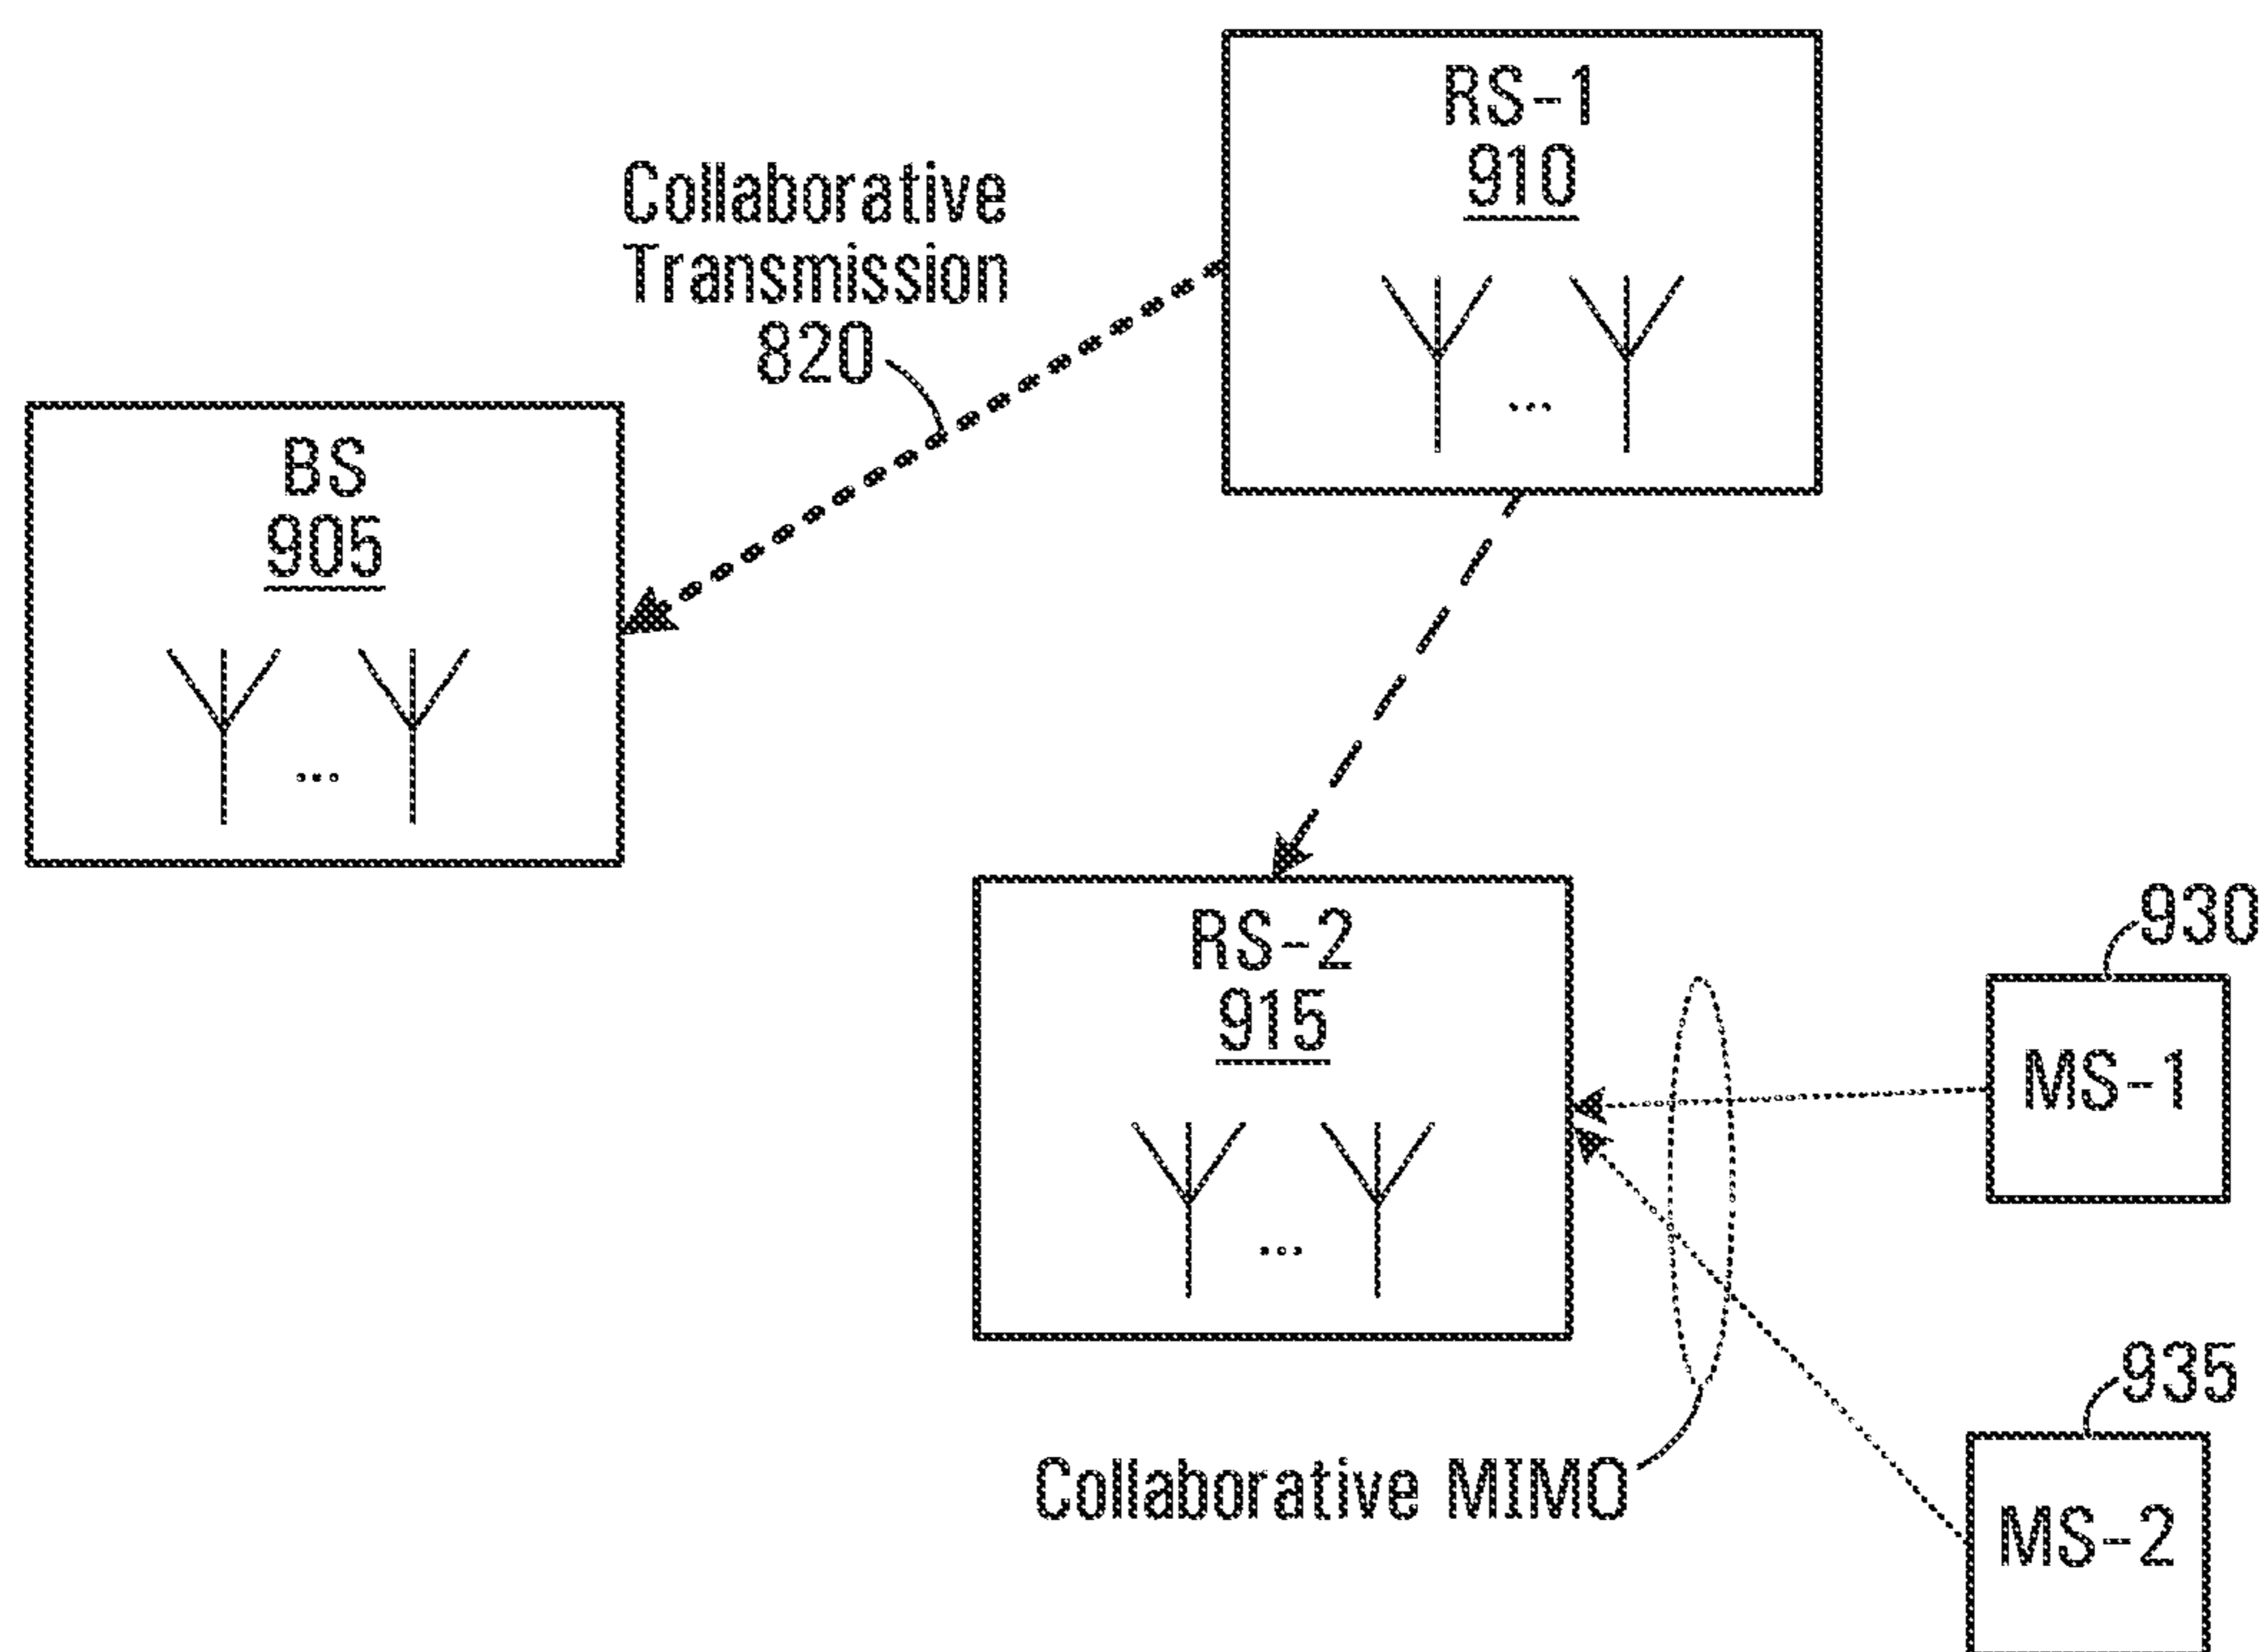 RS-1
910
Collaborative
Transmission
820
BS
905
...
...
RS-2
915
...
930
MS-1
935
MS-2
Collaborative MIMO